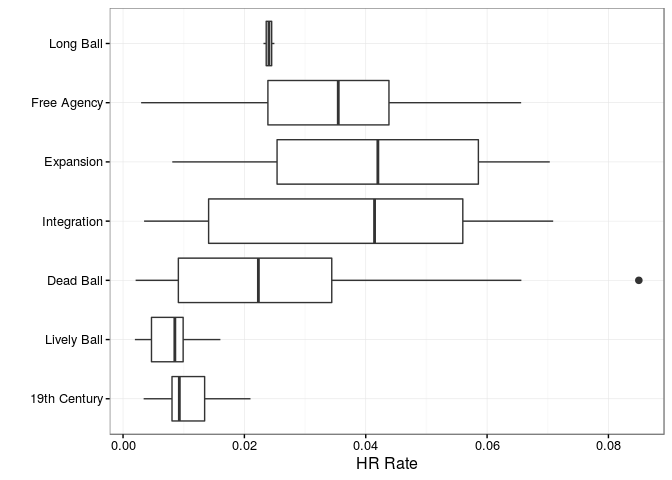 Long Ball
Free Agency
Expansion
Integration
Dead Ball
Lively Ball
19th Century
0.00 0.02 0.04 0.06 0.08
HR Rate